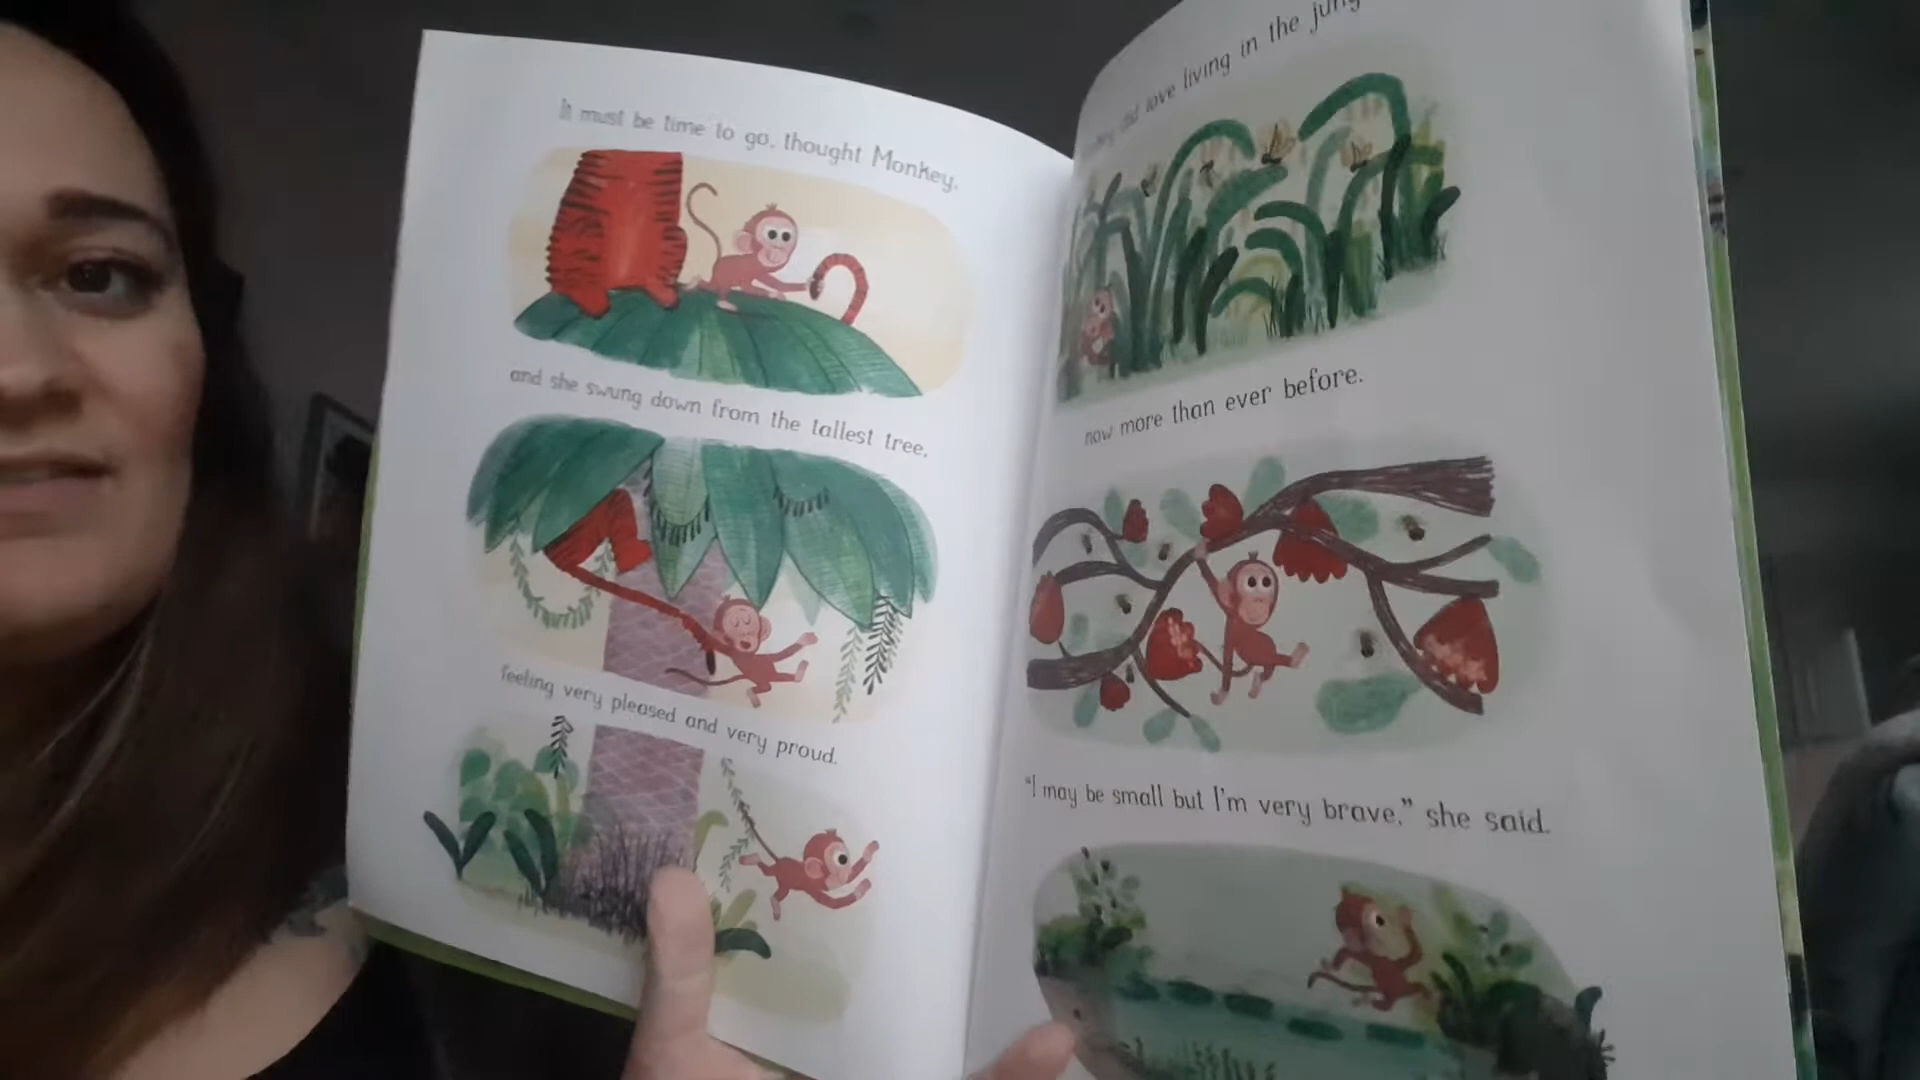 It must be time to go, thought Monkey,
and she swung down from the tallest tree,
feeling very pleased and very proud.
did love living in the
now more than ever before.
“I may be small but I'm very brave,” she said.